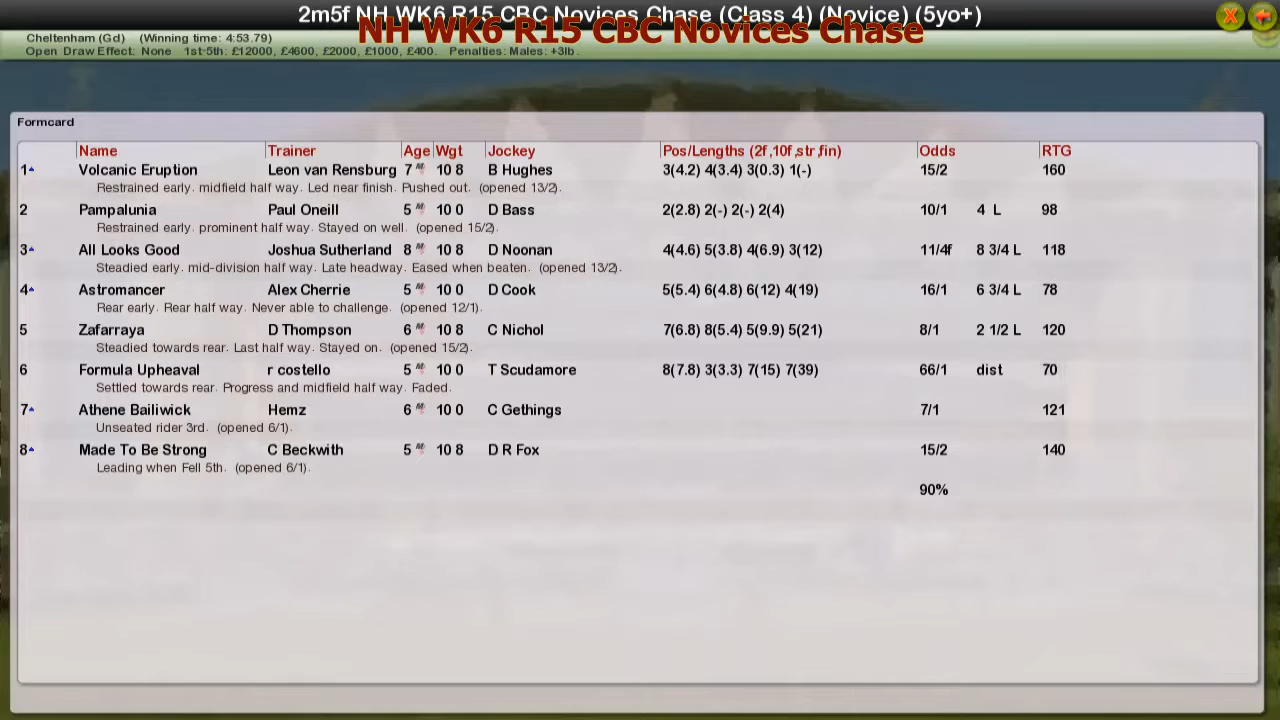 2m5f NH WK6 R15 CBC Novices Chase (Class 4) (Novice) (5yo+)
NH WK6 R15 CBC Novices Chase
Cheltenham (Gd) (Winning time: 4:53.79)
Open Draw Effect: None 1st-5th: £12000, £4600, £2000, £1000, £400. Penalties: Males: +3lb.
Formcard
Name Trainer Age Wgt Jockey Pos/Lengths (2f,10f,str,fin) Odds RTG
1 Volcanic Eruption Leon van Rensburg 7 10 8 B Hughes 3(4.2) 4(3.4) 3(0.3) 1(-) 15/2 160
Restrained early. midfield half way. Led near finish. Pushed out. (opened 13/2).
2 Pampalunia Paul Oneill 5 10 0 D Bass 2(2.8) 2(-) 2(-) 2(4) 10/1 4 L 98
Restrained early. prominent half way. Stayed on well. (opened 15/2).
3 All Looks Good Joshua Sutherland 8 10 8 D Noonan 4(4.6) 5(3.8) 4(6.9) 3(12) 11/4f 8 3/4 L 118
Steadied early. mid-division half way. Late headway. Eased when beaten. (opened 13/2).
4 Astromancer Alex Cherrie 5 10 0 D Cook 5(5.4) 6(4.8) 6(12) 4(19) 16/1 6 3/4 L 78
Rear early. Rear half way. Never able to challenge. (opened 12/1).
5 Zafarraya D Thompson 6 10 8 C Nichol 7(6.8) 8(5.4) 5(9.9) 5(21) 8/1 2 1/2 L 120
Steadied towards rear. Last half way. Stayed on. (opened 15/2).
6 Formula Upheaval r costello 5 10 0 T Scudamore 8(7.8) 3(3.3) 7(15) 7(39) 66/1 dist 70
Settled towards rear. Progress and midfield half way. Faded.
7 Athene Bailiwick Hemz 6 10 0 C Gethings 7/1 121
Unseated rider 3rd. (opened 6/1).
8 Made To Be Strong C Beckwith 5 10 8 D R Fox 15/2 140
Leading when Fell 5th. (opened 6/1).
90%